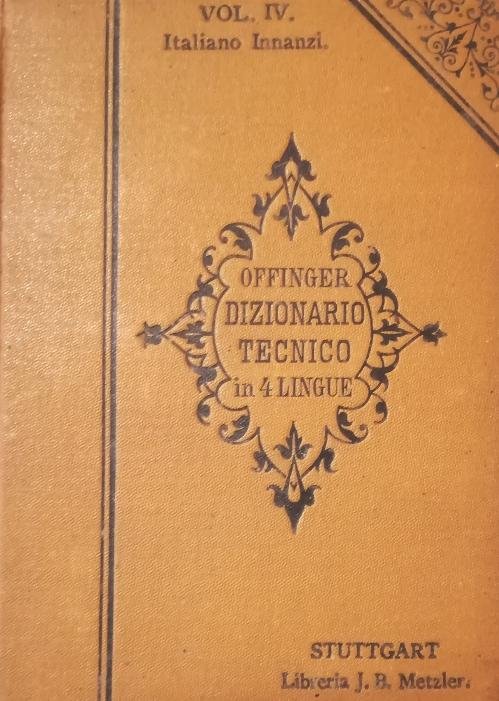 VOL. IV.
Italiano Innanzi.
OFFINGER
DIZIONARIO
TECNICO
in 4 LINGUE
STUTTGART
Libreria J. B. Metzler.